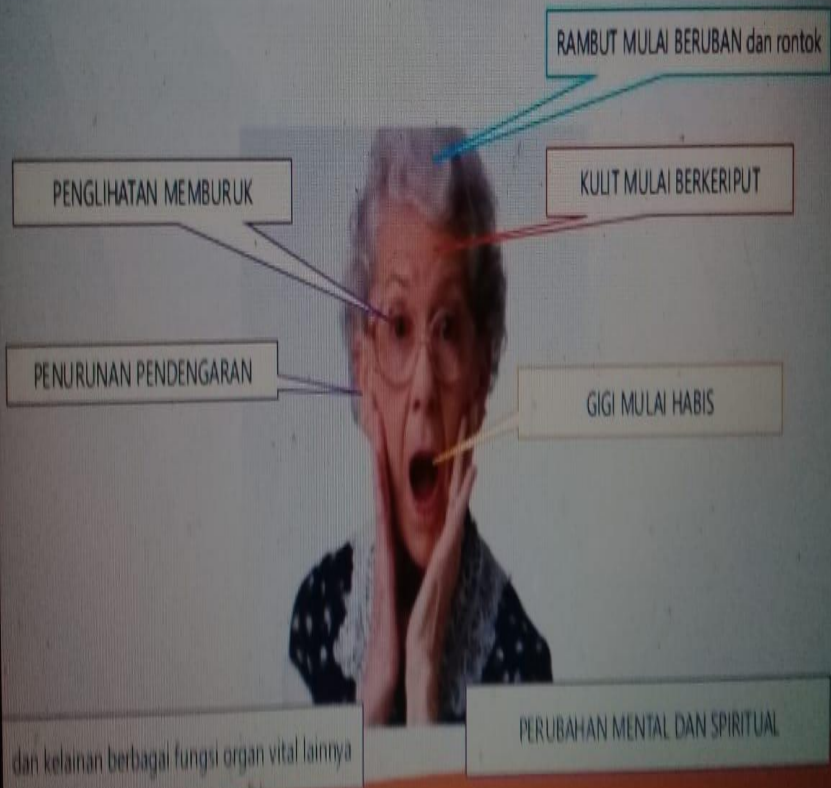 RAMBUT MULAI BERUBAN dan rontok
PENGLIHATAN MEMBURUK
KULIT MULAI BERKERIPUT
PENURUNAN PENDENGARAN
GIGI MULAI HABIS
PERUBAHAN MENTAL DAN SPIRITUAL
dan kelainan berbagai fungsi organ vital lainnya